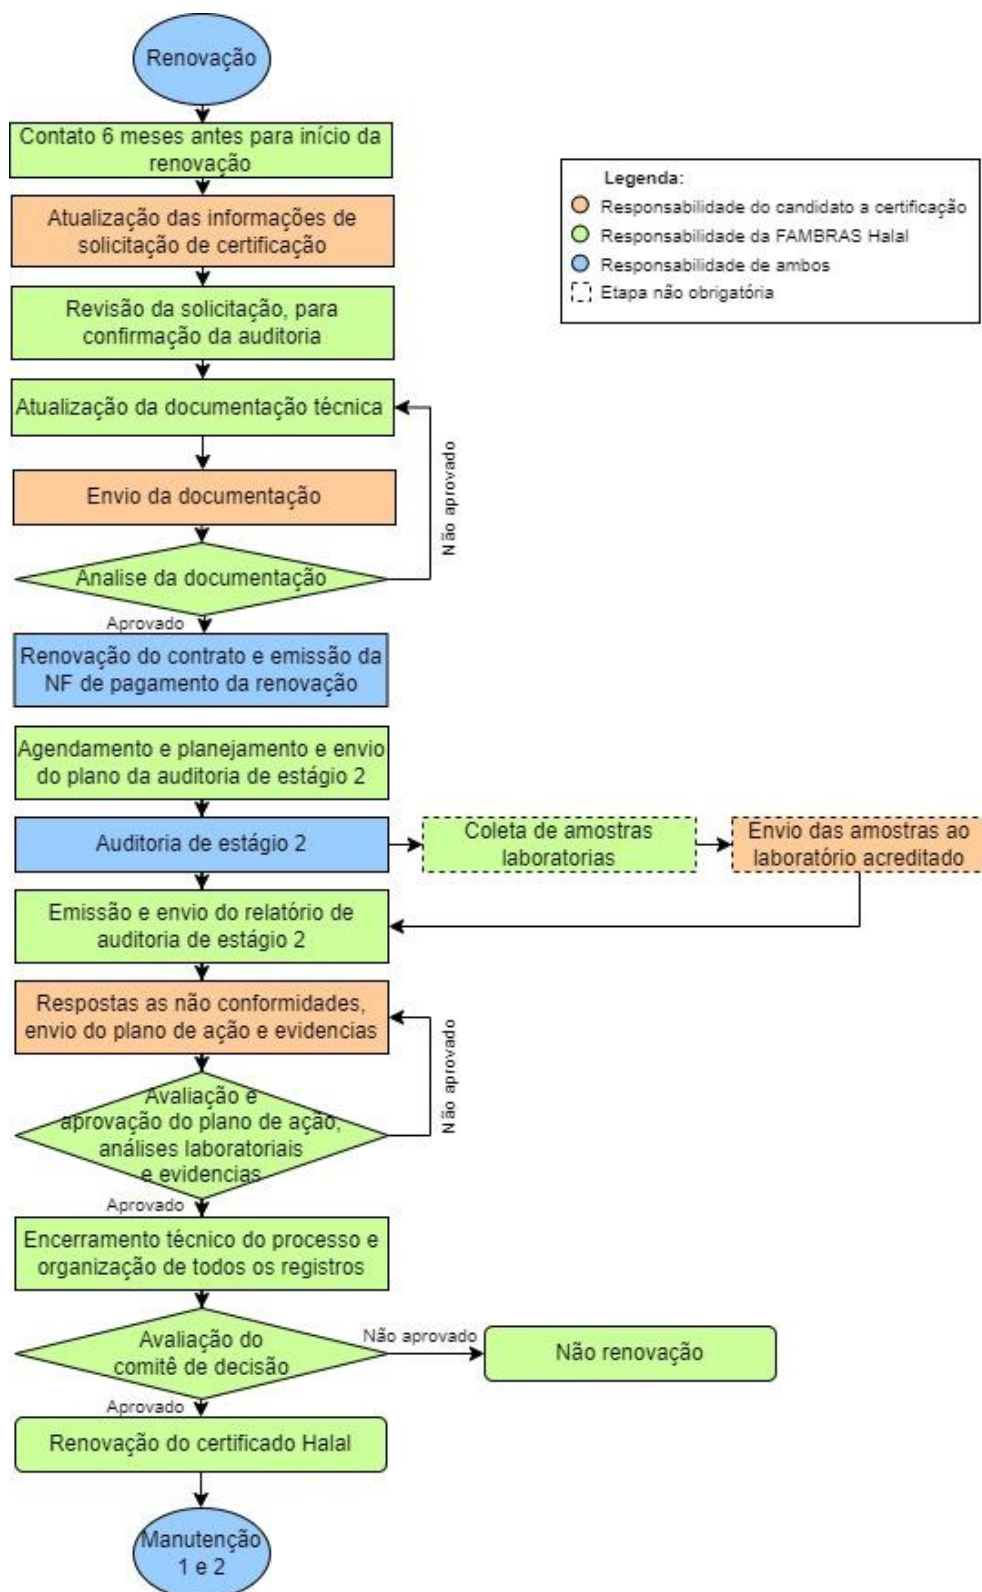 Renovação
Contato 6 meses antes para início da
renovação
Atualização das informações de
solicitação de certificação
Revisão da solicitação, para
confirmação da auditoria
Atualização da documentação técnica
Envio da documentação
Não aprovado
Analise da documentação
Aprovado
Renovação do contrato e emissão da
NF de pagamento da renovação
Legenda:
Responsabilidade do candidato a certificação
Responsabilidade da FAMBRAS Halal
Responsabilidade de ambos
Etapa não obrigatória
Agendamento e planejamento e envio
do plano da auditoria de estágio 2
Auditoria de estágio 2
Coleta de amostras
laboratorias
Envio das amostras ao
laboratório acreditado
Emissão e envio do relatório de
auditoria de estágio 2
Respostas as não conformidades,
envio do plano de ação e evidencias
Não aprovado
Avaliação e
aprovação do plano de ação,
análises laboratoriais
e evidencias
Aprovado
Encerramento técnico do processo e
organização de todos os registros
Avaliação do
comitê de decisão
Não aprovado
Não renovação
Aprovado
Renovação do certificado Halal
Manutenção
1 e 2